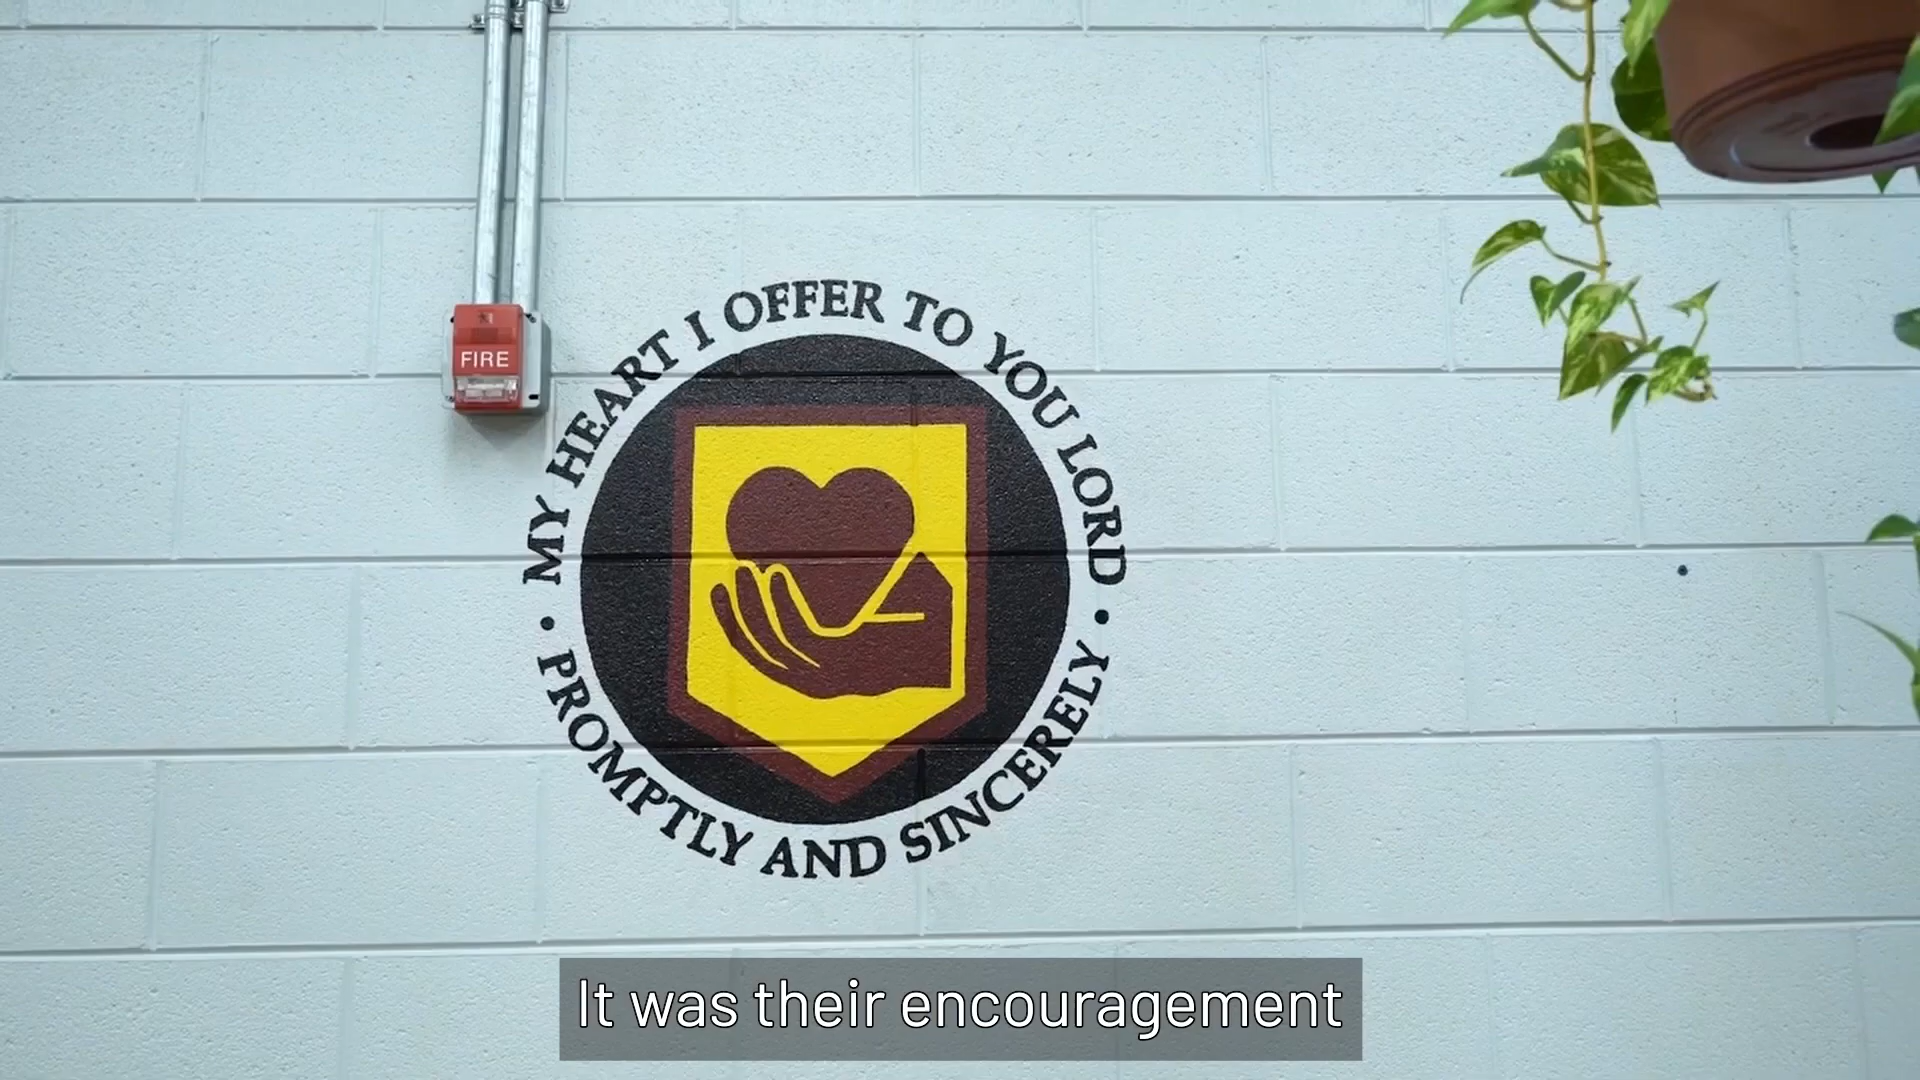 FIRE
MY HEART I OFFER TO YOU LORD
• PROMPTLY AND SINCERELY •
It was their encouragement